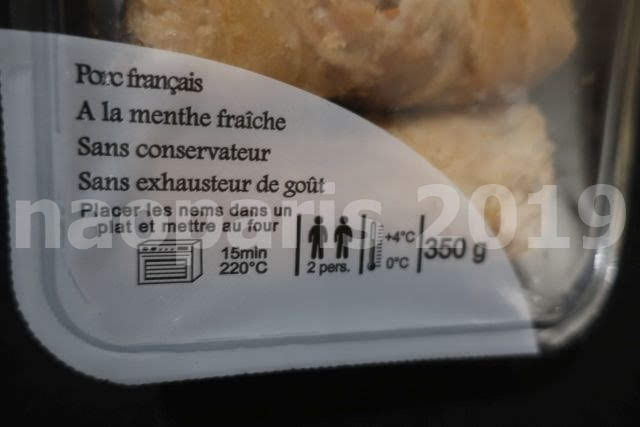 Porc français
A la menthe fraîche
Sans conservateur
Sans exhausteur de goût
Placer les nems dans un
plat et mettre au four
15min
220°C
2 pers.
+4°C
0°C
350 g
naoparis 2019